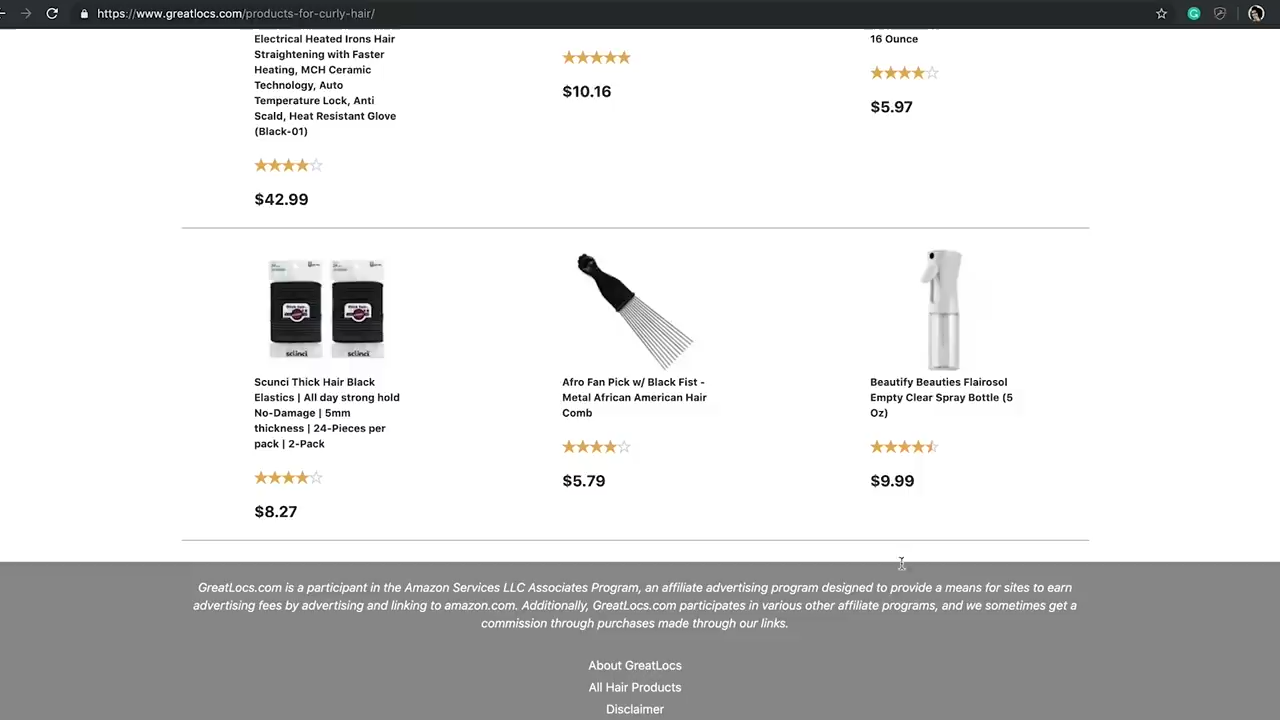 https://www.greatlocs.com/products-for-curly-hair/
Electrical Heated Irons Hair
Straightening with Faster
Heating, MCH Ceramic
Technology, Auto
Temperature Lock, Anti
Scald, Heat Resistant Glove
(Black-01)
$42.99
$10.16
16 Ounce
$5.97
scünci
scünci
Scunci Thick Hair Black
Elastics | All day strong hold
No-Damage | 5mm
thickness | 24-Pieces per
pack | 2-Pack
$8.27
Afro Fan Pick w/ Black Fist -
Metal African American Hair
Comb
$5.79
Beautify Beauties Flairosol
Empty Clear Spray Bottle (5
Oz)
$9.99
GreatLocs.com is a participant in the Amazon Services LLC Associates Program, an affiliate advertising program designed to provide a means for sites to earn
advertising fees by advertising and linking to amazon.com. Additionally, GreatLocs.com participates in various other affiliate programs, and we sometimes get a
commission through purchases made through our links.
About GreatLocs
All Hair Products
Disclaimer